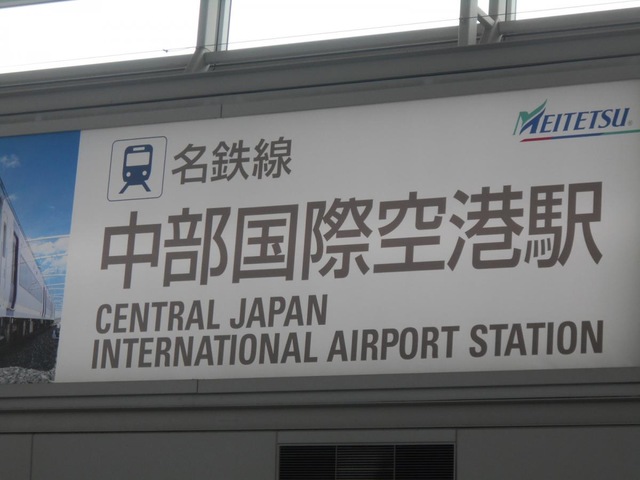 MEITETSU
名鉄線
中部国際空港駅
CENTRAL JAPAN
INTERNATIONAL AIRPORT STATION